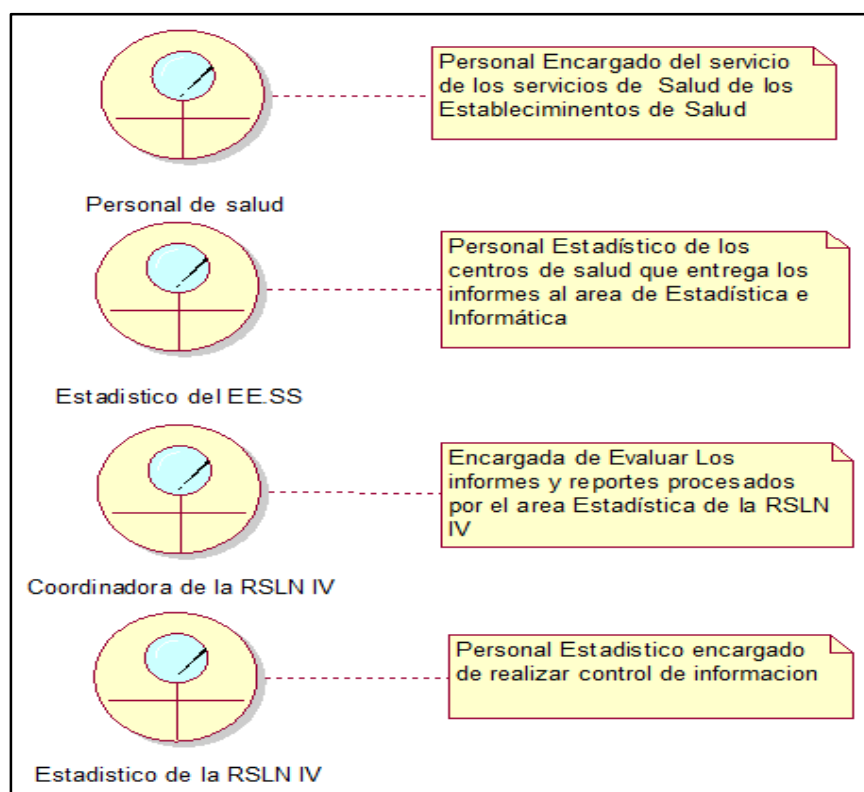 Personal Encargado del servicio
de los servicios de Salud de los
Estableciminentos de Salud
Personal de salud
Personal Estadístico de los
centros de salud que entrega los
informes al area de Estadística e
Informática
Estadistico del EE.SS
Encargada de Evaluar Los
informes y reportes procesados
por el area Estadística de la RSLN
IV
Coordinadora de la RSLN IV
Personal Estadistico encargado
de realizar control de informacion
Estadistico de la RSLN IV